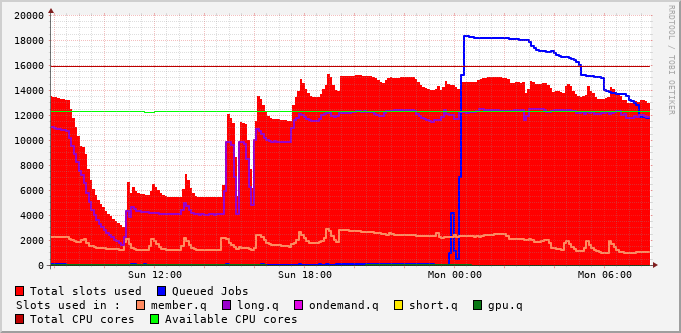 20000
18000
16000
14000
12000
10000
8000
6000
4000
2000
0
Sun 12:00 Sun 18:00 Mon 00:00 Mon 06:00
Total slots used Queued Jobs
Slots used in : member.q long.q ondemand.q short.q gpu.q
Total CPU cores Available CPU cores
RRDTOOL / TOBI OETIKER